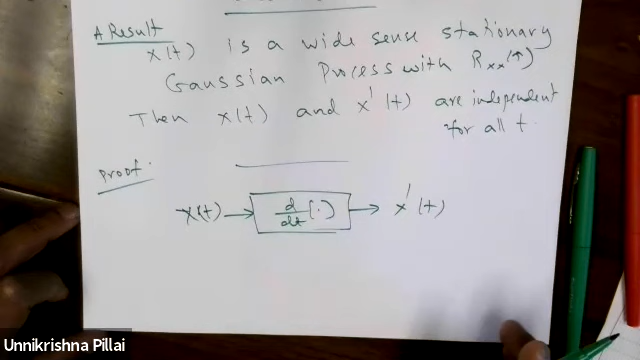 A Result
X(t) is a wide sense stationary
Gaussian Process with Rxx(τ)
Then x(t) and x'(t) are independent
for all t.
Proof.
X(t) → d/dt (·) → x'(t)
Unnikrishna Pillai